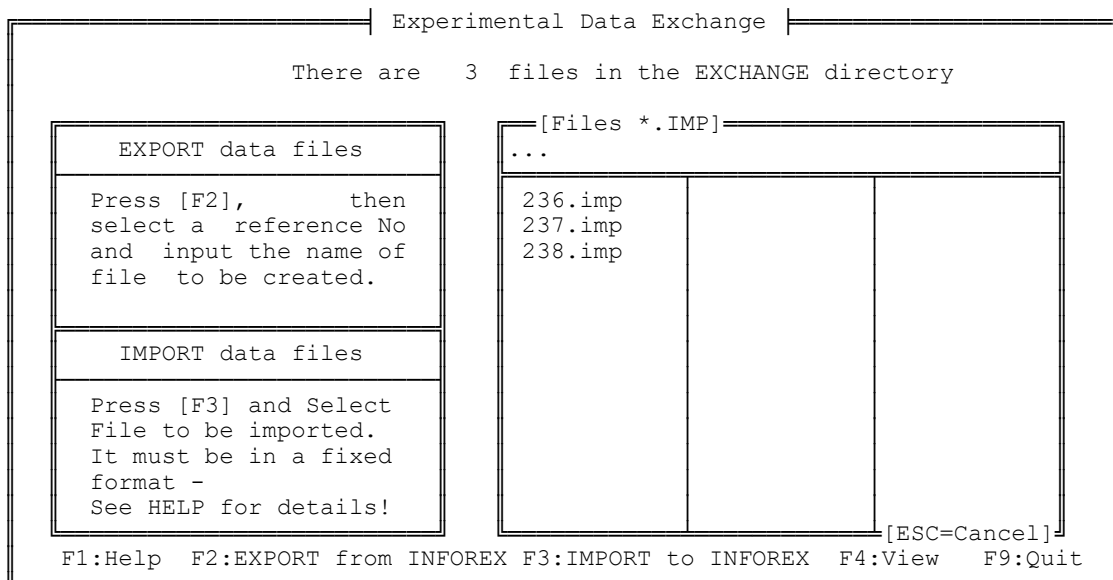 Experimental Data Exchange
There are 3 files in the EXCHANGE directory
EXPORT data files
Press [F2], then
select a reference No
and input the name of
file to be created.
IMPORT data files
Press [F3] and Select
File to be imported.
It must be in a fixed
format -
See HELP for details!
[Files *.IMP]
...
236.imp
237.imp
238.imp
[ESC=Cancel]
F1:Help F2:EXPORT from INFOREX F3:IMPORT to INFOREX F4:View F9:Quit